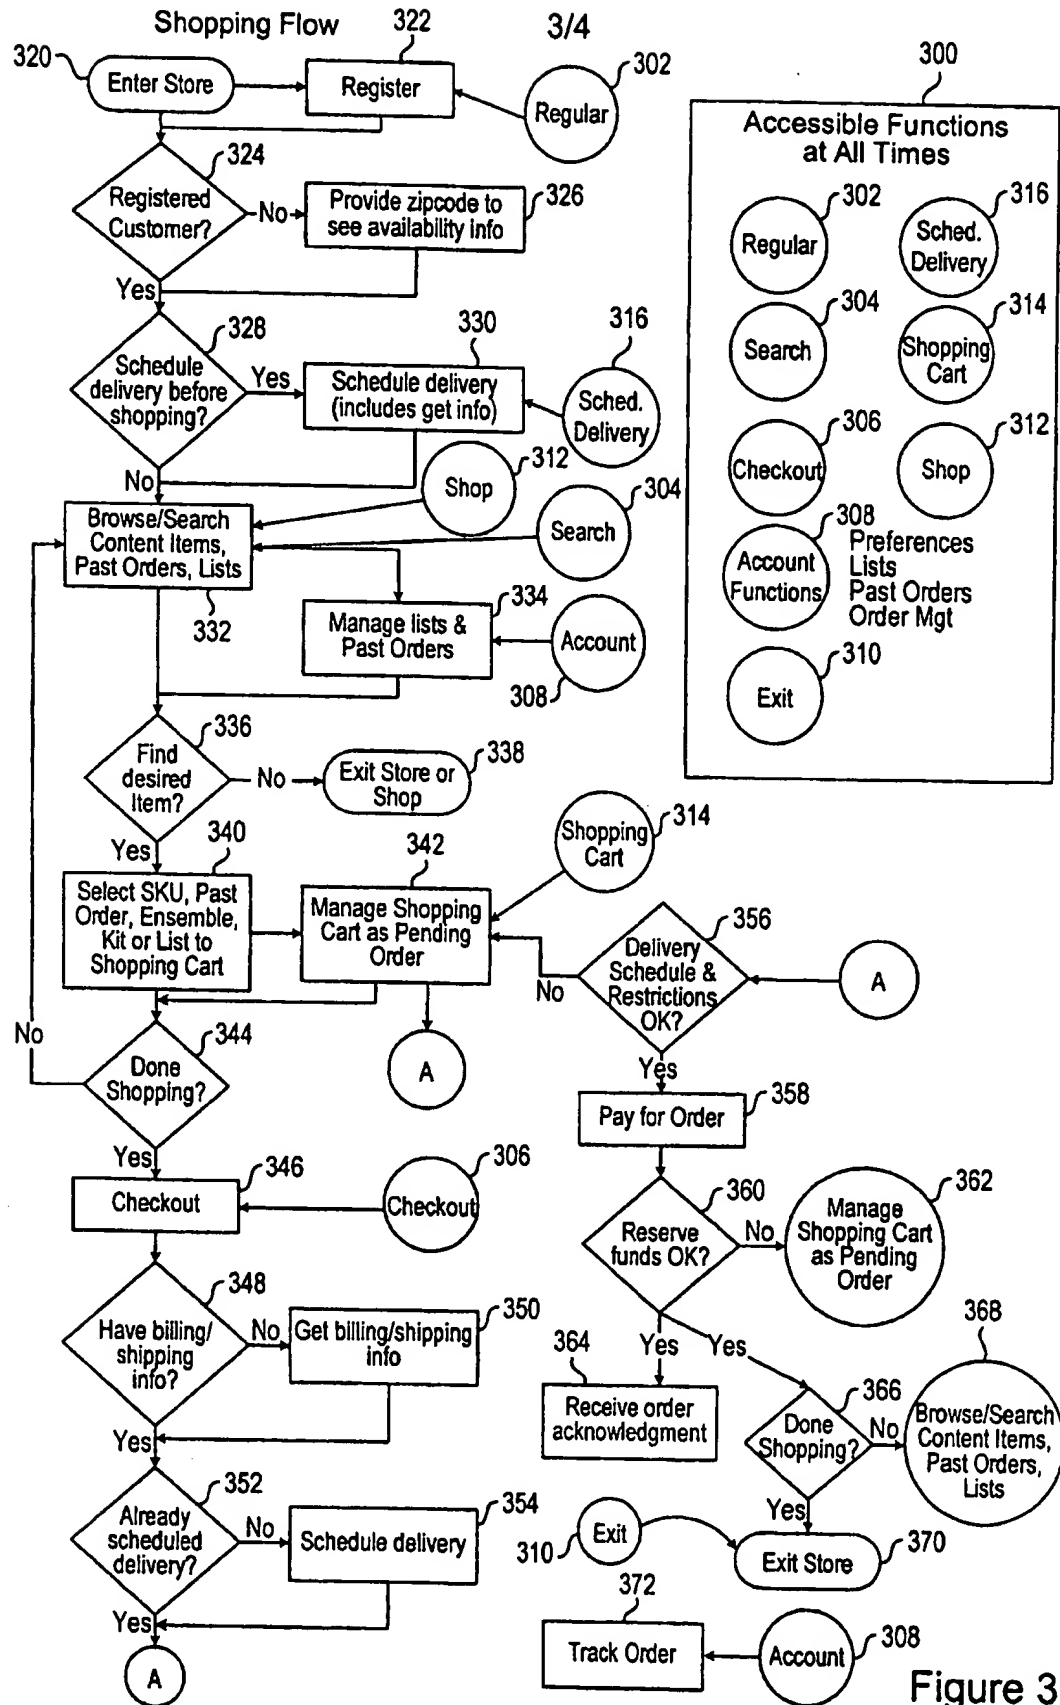 Shopping Flow
3/4
320
Enter Store
322
Register
302
Regular
300
Accessible Functions
at All Times
302
Regular
316
Sched.
Delivery
304
Search
314
Shopping
Cart
306
Checkout
312
Shop
308
Account
Functions
Preferences
Lists
Past Orders
Order Mgt
310
Exit
324
Registered
Customer?
No
Provide zipcode to
see availability info
326
Yes
328
Schedule
delivery before
shopping?
Yes
330
Schedule delivery
(includes get info)
316
Sched.
Delivery
No
312
Shop
304
Search
Browse/Search
Content Items,
Past Orders, Lists
332
334
Manage lists &
Past Orders
Account
308
336
Find
desired
Item?
No
Exit Store or
Shop
338
Yes
340
Select SKU, Past
Order, Ensemble,
Kit or List to
Shopping Cart
342
Manage Shopping
Cart as Pending
Order
Shopping
Cart
314
A
No
344
Done
Shopping?
Yes
346
Checkout
306
Checkout
348
Have billing/
shipping
info?
No
350
Get billing/shipping
info
Yes
352
Already
scheduled
delivery?
No
354
Schedule delivery
Yes
A
356
Delivery
Schedule &
Restrictions
OK?
A
No
Yes
358
Pay for Order
360
Reserve
funds OK?
No
362
Manage
Shopping Cart
as Pending
Order
Yes
Yes
364
Receive order
acknowledgment
366
Done
Shopping?
No
368
Browse/Search
Content Items,
Past Orders,
Lists
Yes
310
Exit
Exit Store
370
372
Track Order
Account
308
Figure 3